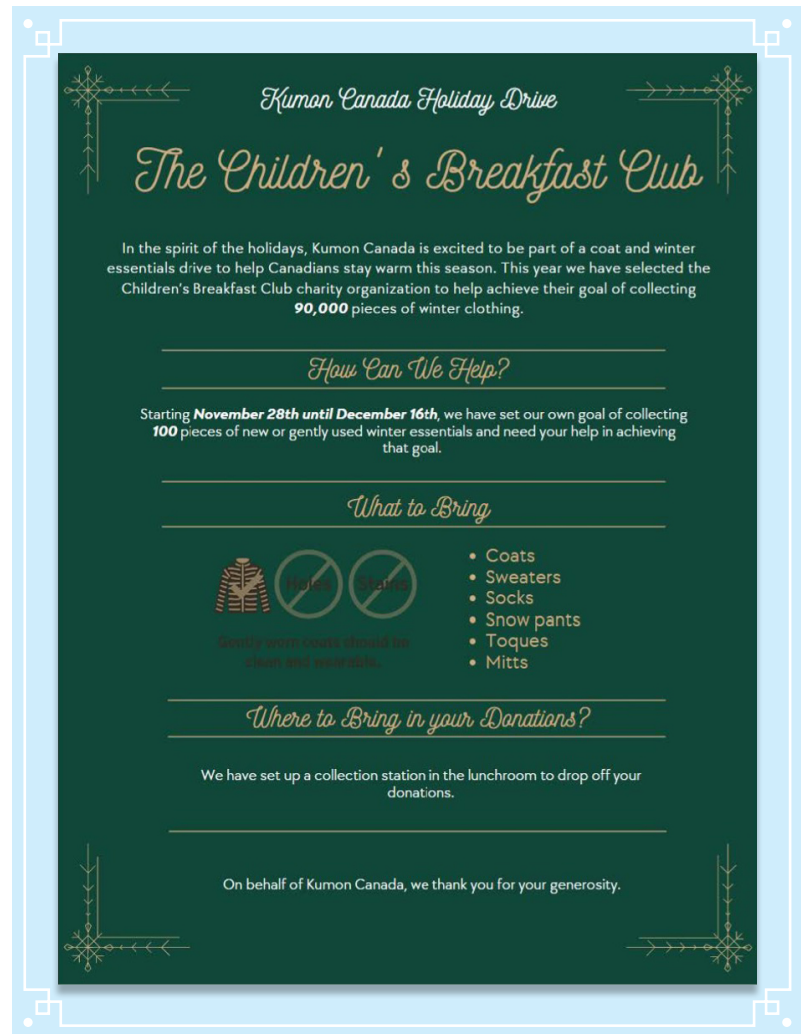 Kumon Canada Holiday Drive
The Children's Breakfast Club
In the spirit of the holidays, Kumon Canada is excited to be part of a coat and winter
essentials drive to help Canadians stay warm this season. This year we have selected the
Children's Breakfast Club charity organization to help achieve their goal of collecting
90,000 pieces of winter clothing.
How Can We Help?
Starting November 28th until December 16th, we have set our own goal of collecting
100 pieces of new or gently used winter essentials and need your help in achieving
that goal.
What to Bring
Holes
Stains
Gently worn coats should be
clean and wearable.
• Coats
• Sweaters
• Socks
• Snow pants
• Toques
• Mitts
Where to Bring in your Donations?
We have set up a collection station in the lunchroom to drop off your
donations.
On behalf of Kumon Canada, we thank you for your generosity.